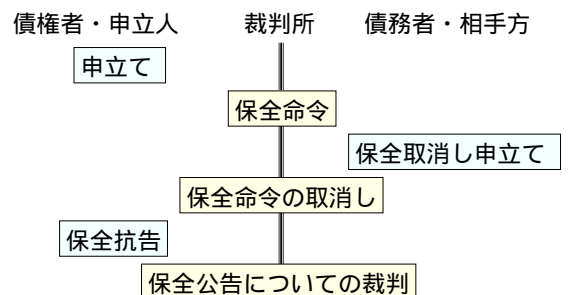 債権者・申立人 裁判所 債務者・相手方
申立て
保全命令
保全取消し申立て
保全命令の取消し
保全抗告
保全公告についての裁判